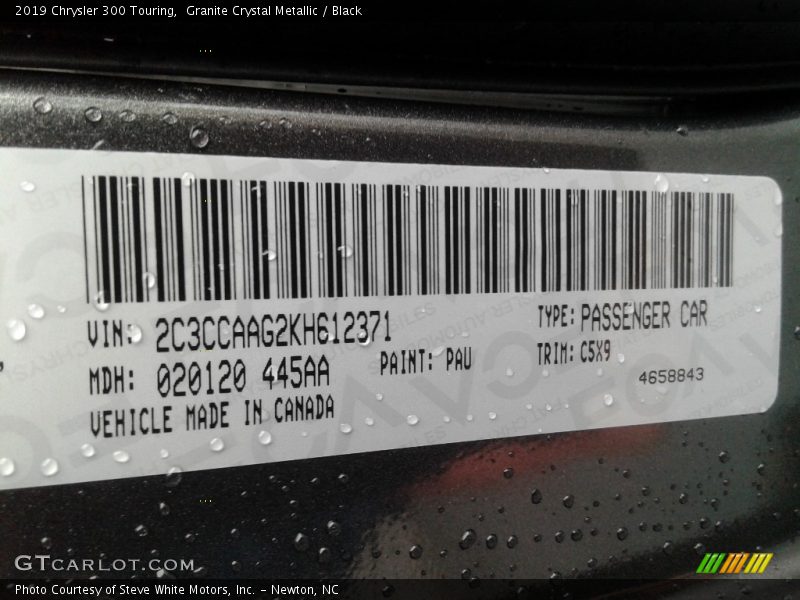 2019 Chrysler 300 Touring,  Granite Crystal Metallic / Black
VIN: 2C3CCAAG2KH612371
TYPE: PASSENGER CAR
MDH: 020120 445AA
PAINT: PAU
TRIM: C5X9
4658843
VEHICLE MADE IN CANADA
GTCARLOT.COM
Photo Courtesy of Steve White Motors, Inc. – Newton, NC